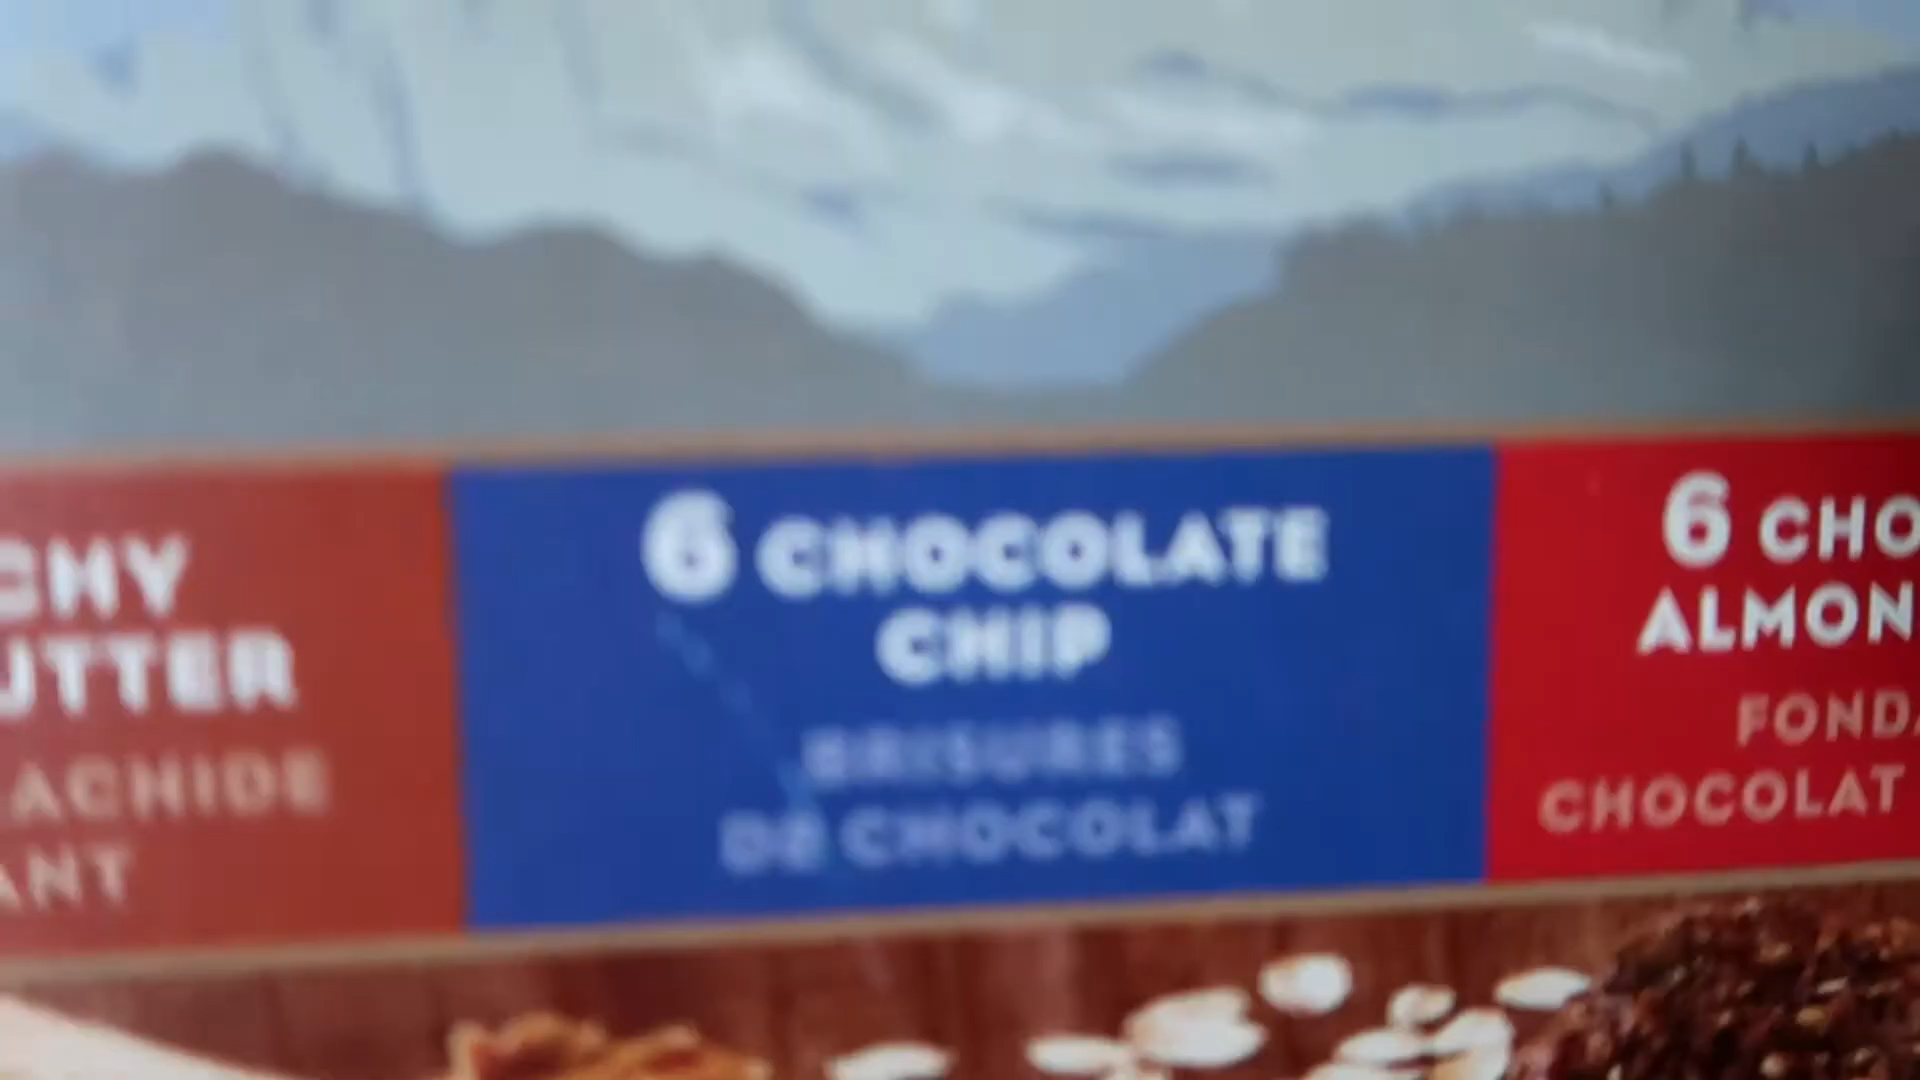 CHY
UTTER
ACHIDE
ANT
6 CHOCOLATE
CHIP
BRISURES
DE CHOCOLAT
6 CHO
ALMON
FONDA
CHOCOLAT